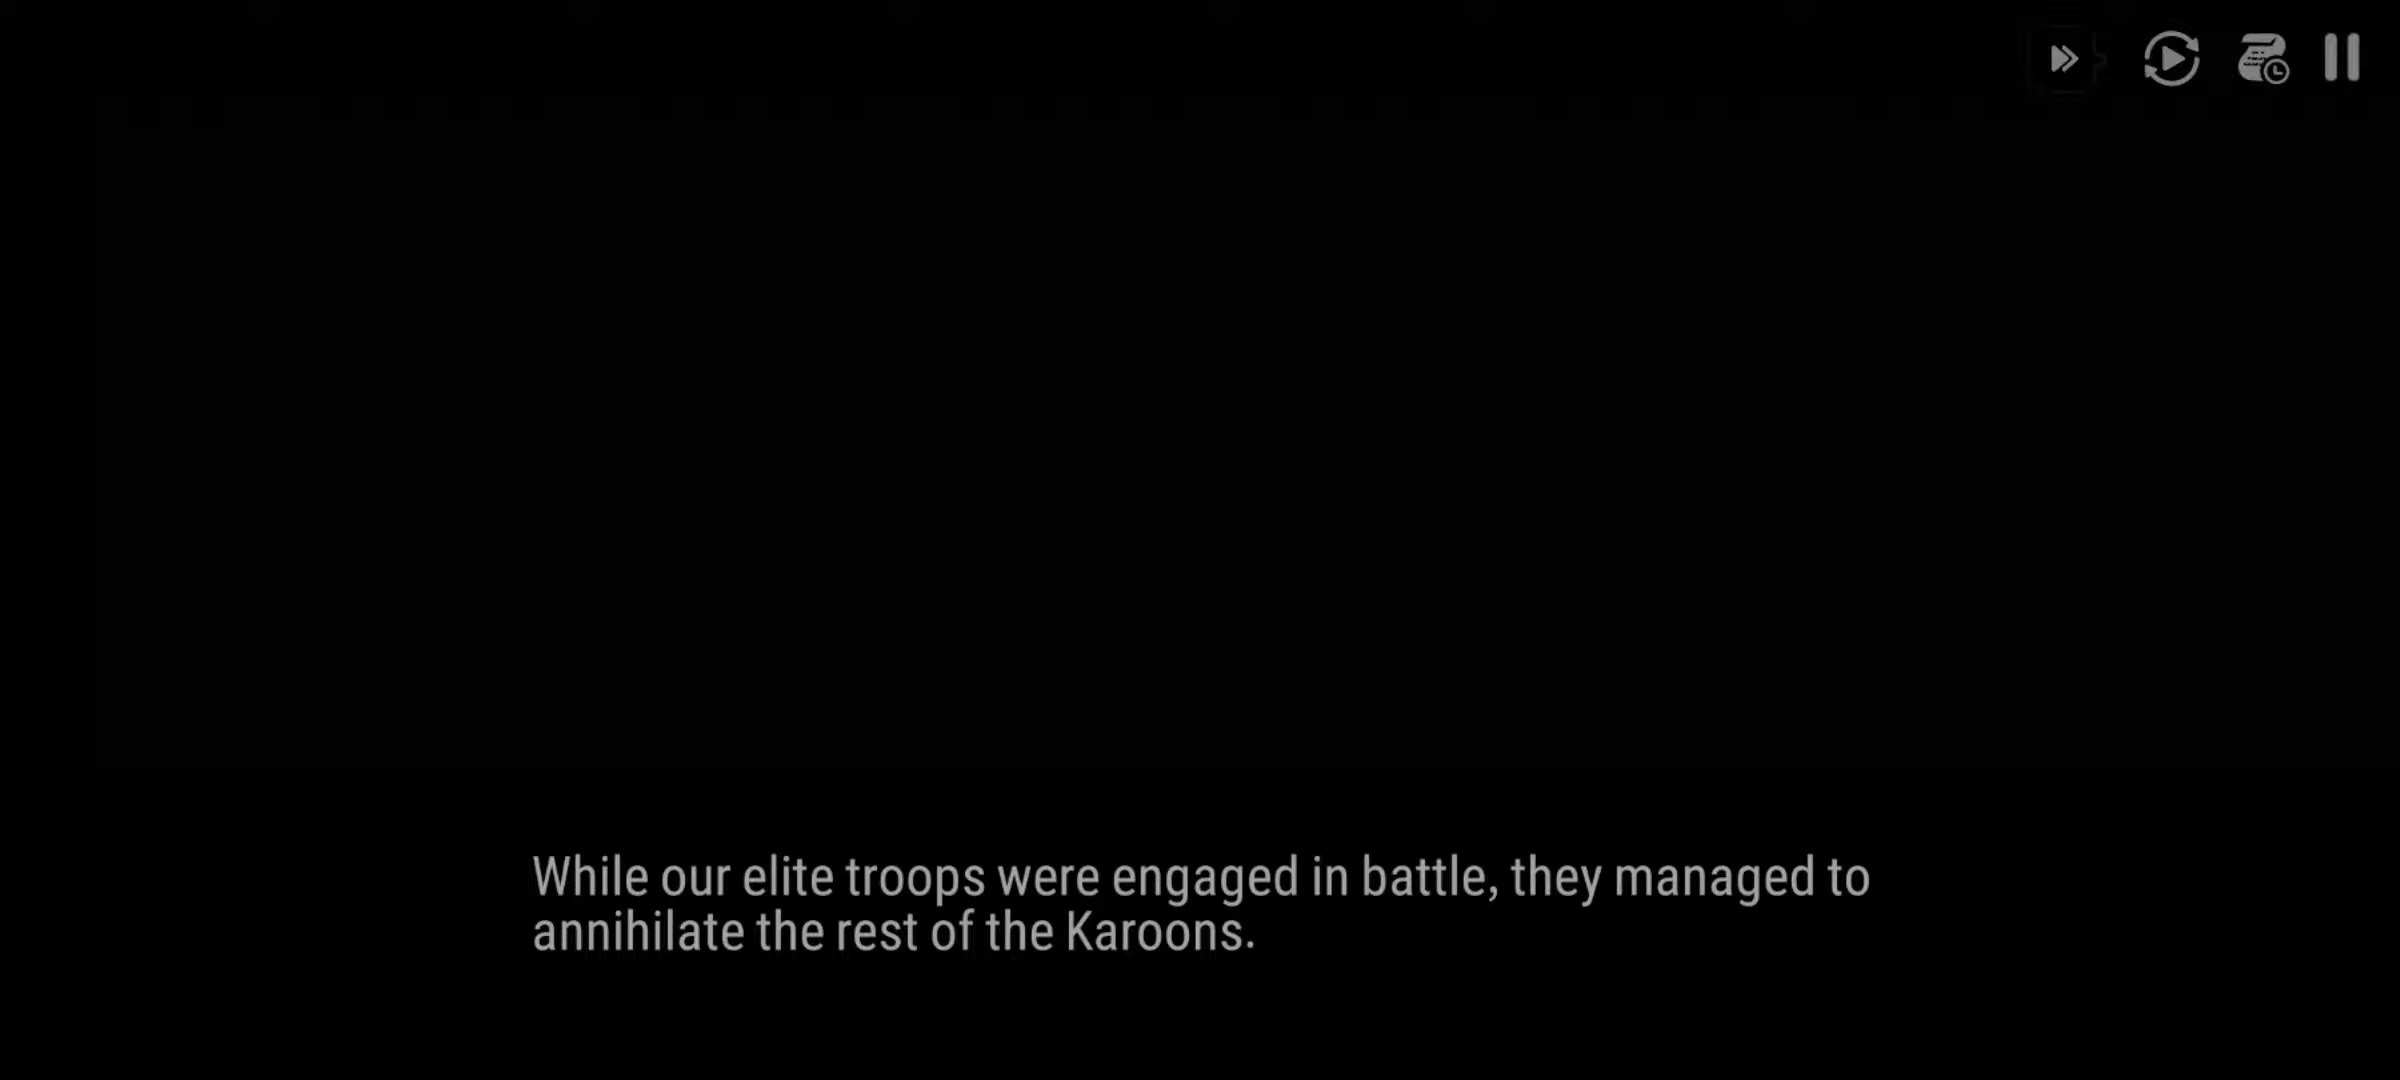 While our elite troops were engaged in battle, they managed to
annihilate the rest of the Karoons.